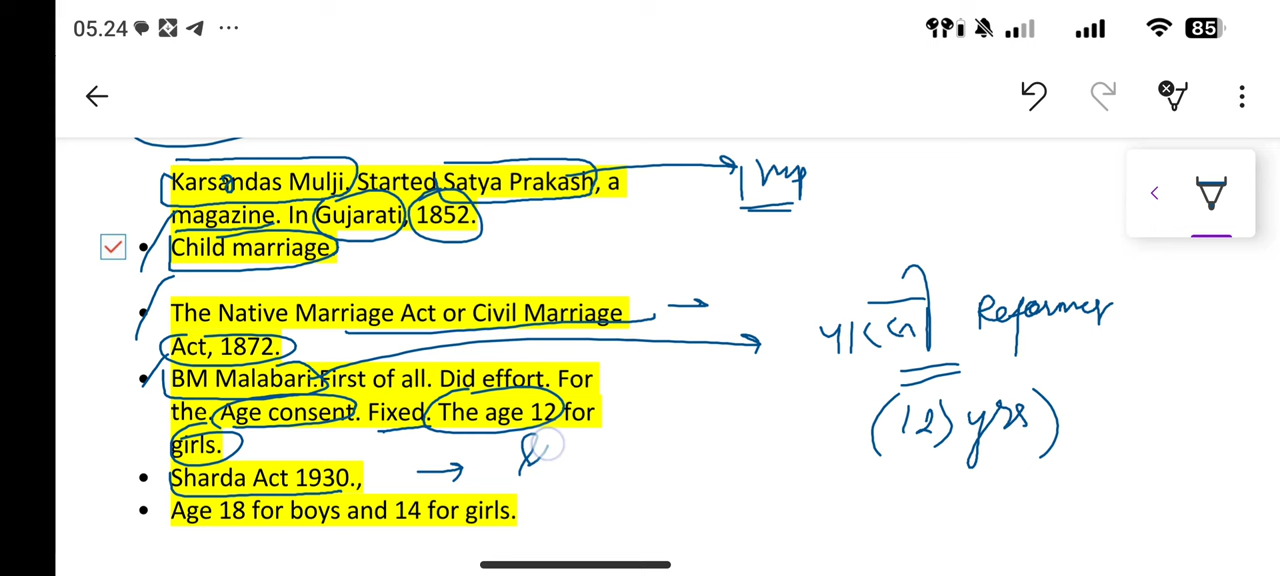 05.24 ...
85
Karsandas Mulji. Started Satya Prakash, a → Imp
magazine. In Gujarati, 1852.
Child marriage
The Native Marriage Act or Civil Marriage →
Act, 1872.
Reformer
BM Malabari:First of all. Did effort. For
the. Age consent. Fixed. The age 12 for
(12) yrs)
girls.
Sharda Act 1930., →
Age 18 for boys and 14 for girls.